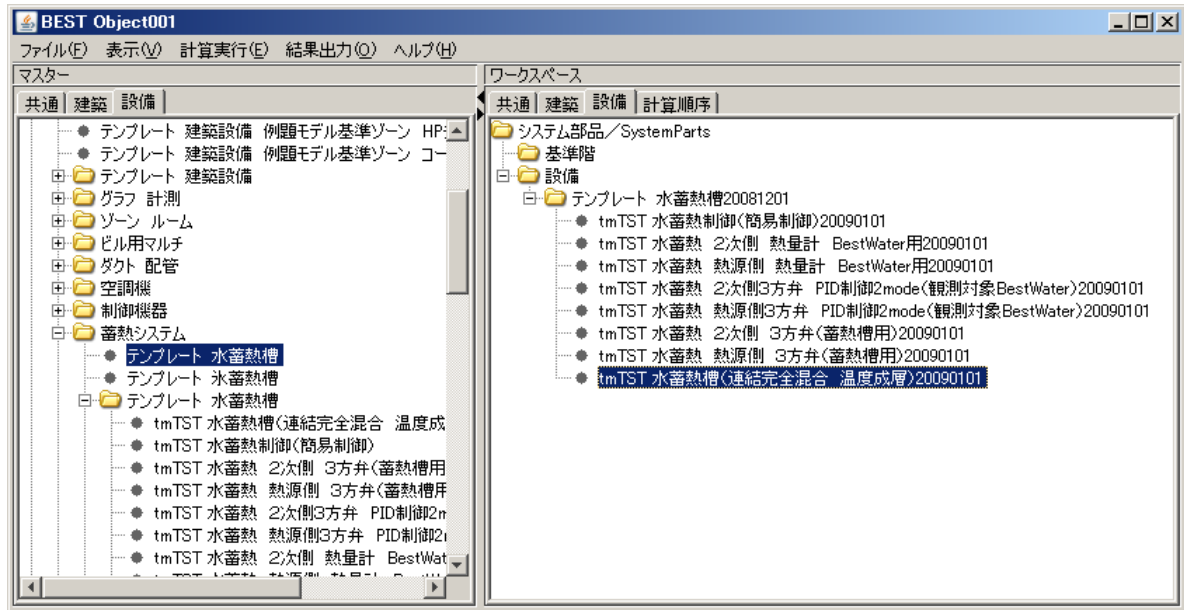 BEST Object001
ファイル(F) 表示(V) 計算実行(E) 結果出力(O) ヘルプ(H)
マスター
共通 建築 設備
テンプレート 建築設備 例題モデル基準ゾーン HP
テンプレート 建築設備 例題モデル基準ゾーン コー
テンプレート 建築設備
グラフ 計測
ゾーン ルーム
ビル用マルチ
ダクト 配管
空調機
制御機器
蓄熱システム
テンプレート 水蓄熱槽
テンプレート 氷蓄熱槽
テンプレート 水蓄熱槽
tmTST 水蓄熱槽(連結完全混合 温度成
tmTST 水蓄熱制御(簡易制御)
tmTST 水蓄熱 2次側 3方弁(蓄熱槽用
tmTST 水蓄熱 熱源側 3方弁(蓄熱槽用
tmTST 水蓄熱 2次側3方弁 PID制御2m
tmTST 水蓄熱 熱源側3方弁 PID制御2
tmTST 水蓄熱 2次側 熱量計 BestWat
ワークスペース
共通 建築 設備 計算順序
システム部品/SystemParts
基準階
設備
テンプレート 水蓄熱槽20081201
tmTST 水蓄熱制御(簡易制御)20090101
tmTST 水蓄熱 2次側 熱量計 BestWater用20090101
tmTST 水蓄熱 熱源側 熱量計 BestWater用20090101
tmTST 水蓄熱 2次側3方弁 PID制御2mode(観測対象BestWater)20090101
tmTST 水蓄熱 熱源側3方弁 PID制御2mode(観測対象BestWater)20090101
tmTST 水蓄熱 2次側 3方弁(蓄熱槽用)20090101
tmTST 水蓄熱 熱源側 3方弁(蓄熱槽用)20090101
tmTST 水蓄熱槽(連結完全混合 温度成層)20090101